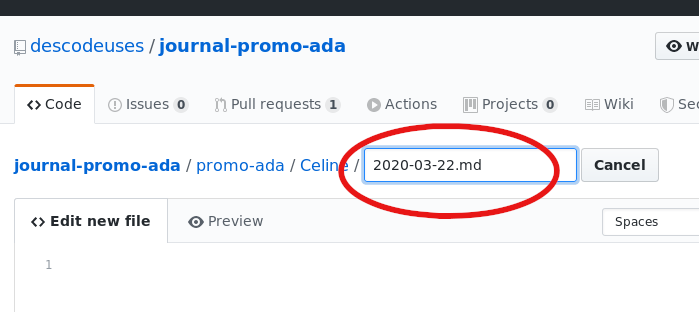 descodeuses / journal-promo-ada
W
Code Issues 0 Pull requests 1 Actions Projects 0 Wiki Sec
journal-promo-ada / promo-ada / Celine / 2020-03-22.md Cancel
Edit new file Preview Spaces
1